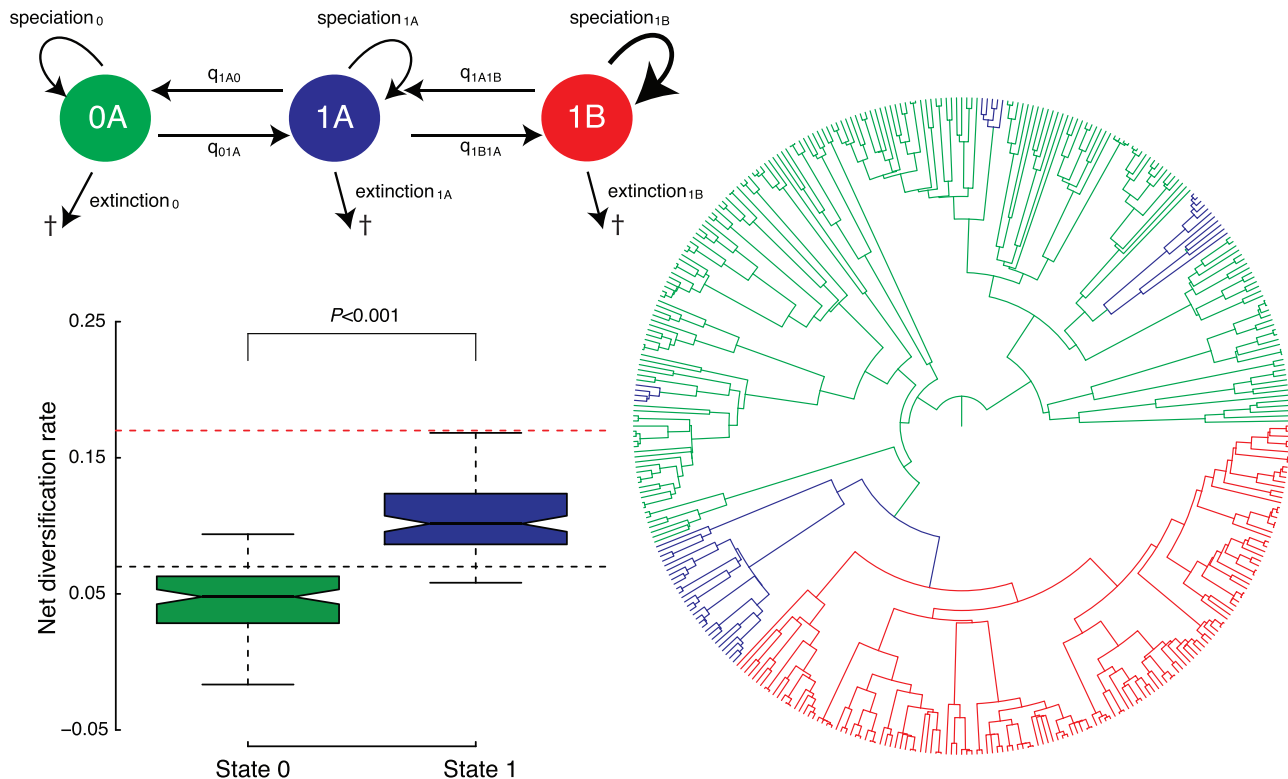 speciation0
speciation1A
speciation1B
0A
q1A0
q01A
1A
q1A1B
q1B1A
1B
extinction0
extinction1A
extinction1B
†
†
†
P<0.001
0.25
0.15
0.05
−0.05
Net diversification rate
State 0
State 1